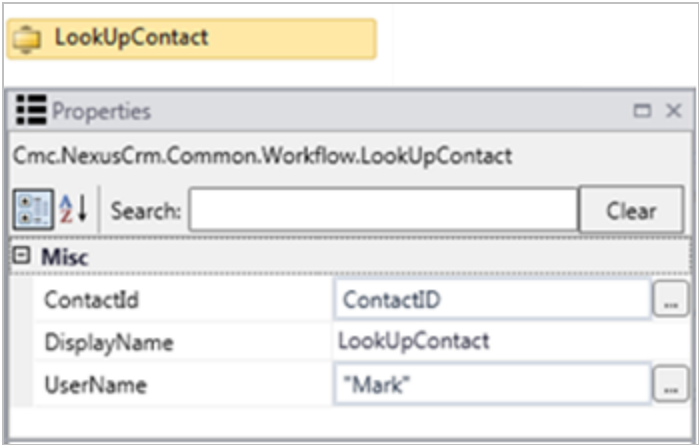 LookUpContact
Properties
Cmc.NexusCrm.Common.Workflow.LookUpContact
A Z Search: Clear
Misc
ContactId ContactID ...
DisplayName LookUpContact
UserName "Mark" ...